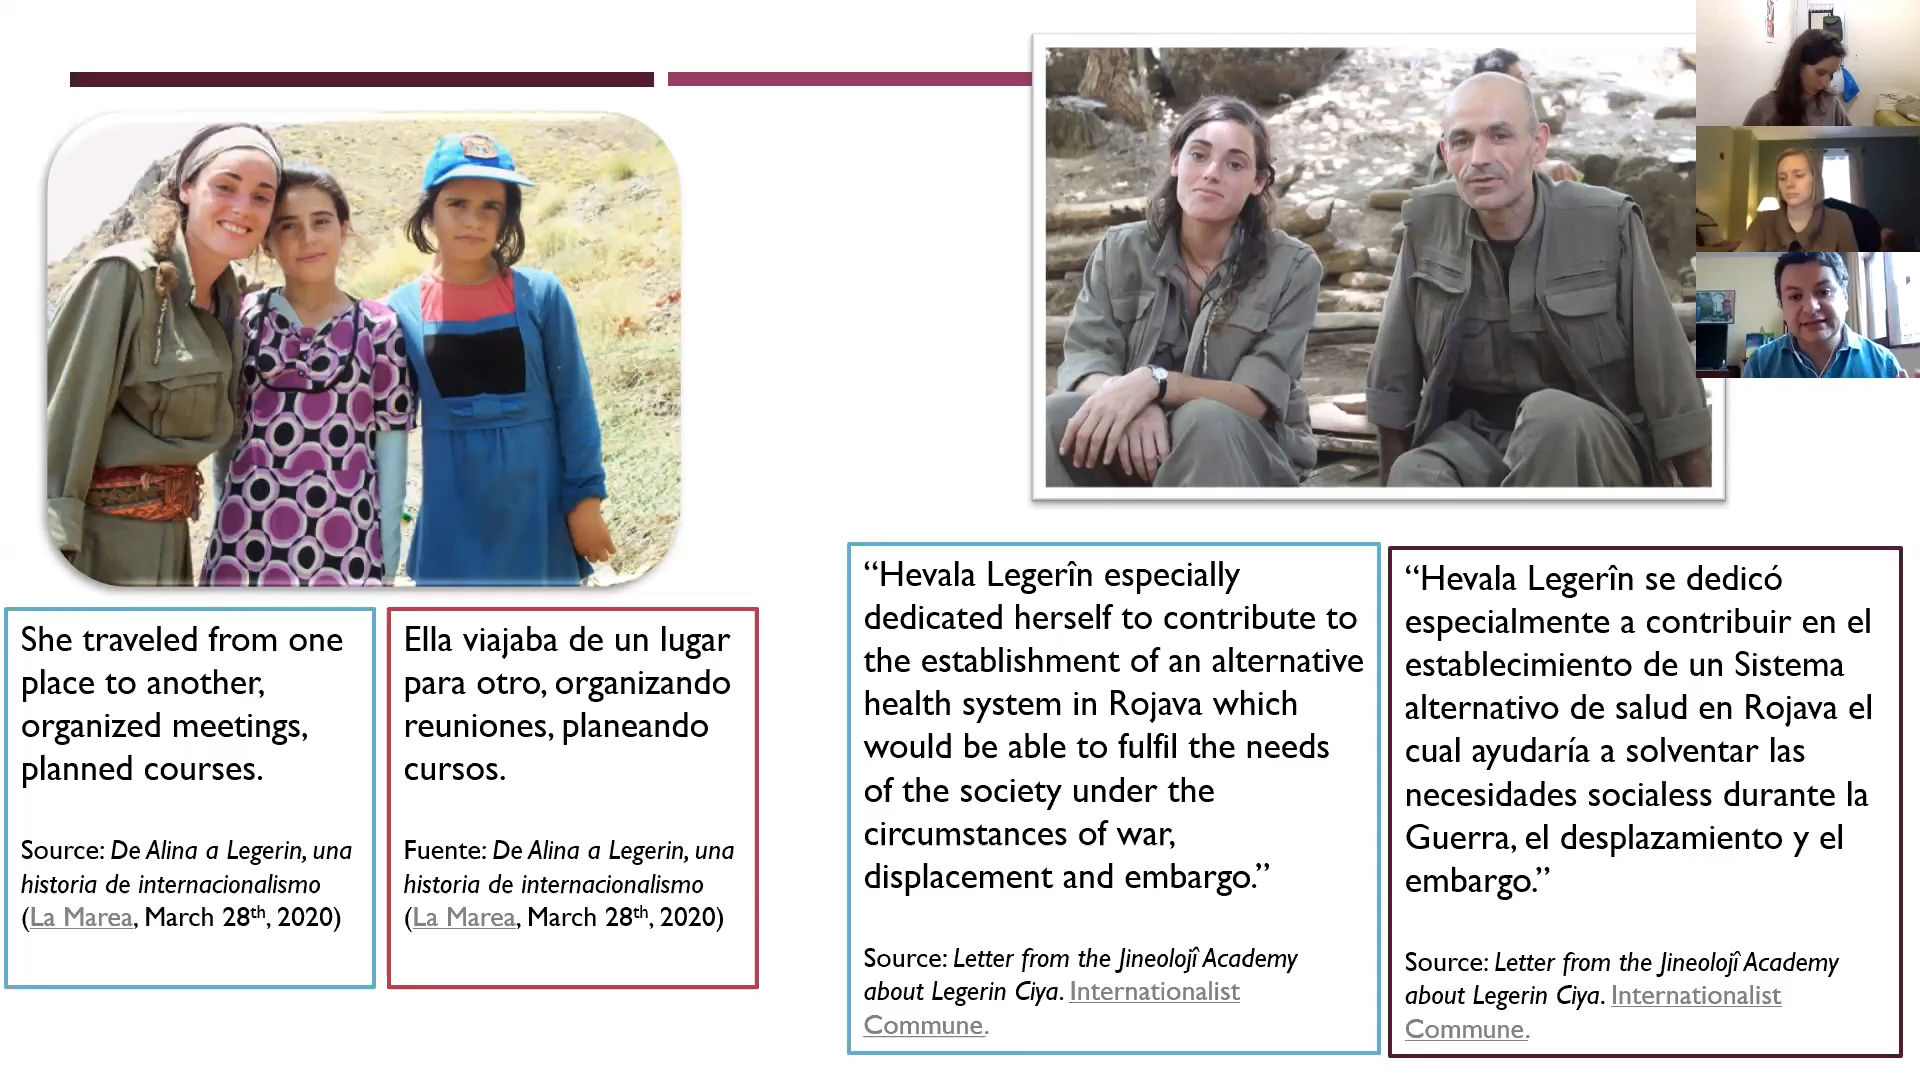 She traveled from one
place to another,
organized meetings,
planned courses.
Source: De Alina a Legerin, una
historia de internacionalismo
(La Marea, March 28th, 2020)
Ella viajaba de un lugar
para otro, organizando
reuniones, planeando
cursos.
Fuente: De Alina a Legerin, una
historia de internacionalismo
(La Marea, March 28th, 2020)
“Hevala Legerîn especially
dedicated herself to contribute to
the establishment of an alternative
health system in Rojava which
would be able to fulfil the needs
of the society under the
circumstances of war,
displacement and embargo.”
Source: Letter from the Jineolojî Academy
about Legerin Ciya. Internationalist
Commune.
“Hevala Legerîn se dedicó
especialmente a contribuir en el
establecimiento de un Sistema
alternativo de salud en Rojava el
cual ayudaría a solventar las
necesidades socialess durante la
Guerra, el desplazamiento y el
embargo.”
Source: Letter from the Jineolojî Academy
about Legerin Ciya. Internationalist
Commune.